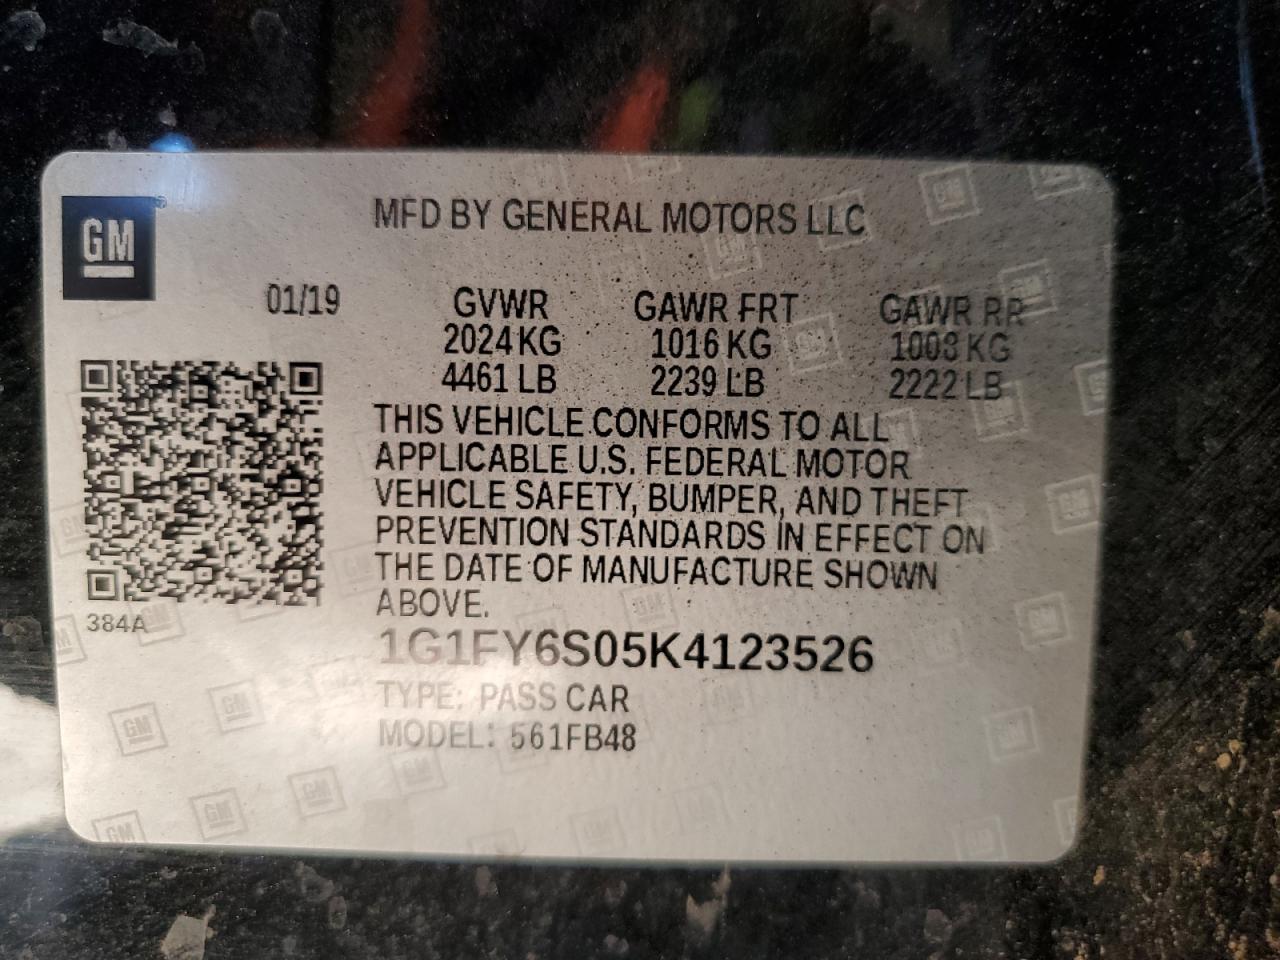 GM
MFD BY GENERAL MOTORS LLC
01/19 GVWR GAWR FRT GAWR RR
2024 KG 1016 KG 1008 KG
4461 LB 2239 LB 2222 LB
THIS VEHICLE CONFORMS TO ALL
APPLICABLE U.S. FEDERAL MOTOR
VEHICLE SAFETY, BUMPER, AND THEFT
PREVENTION STANDARDS IN EFFECT ON
THE DATE OF MANUFACTURE SHOWN
ABOVE.
384A
1G1FY6S05K4123526
TYPE: PASS CAR
MODEL: 561FB48